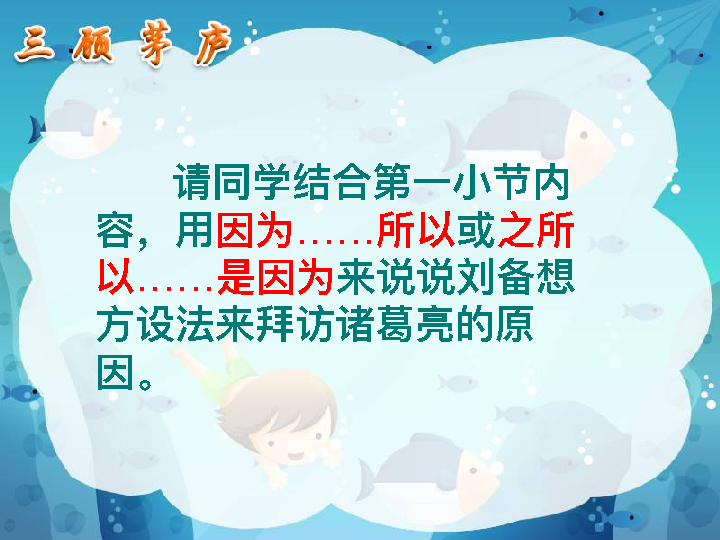 三顾茅庐
请同学结合第一小节内
容，用因为……所以或之所
以……是因为来说说刘备想
方设法来拜访诸葛亮的原
因。